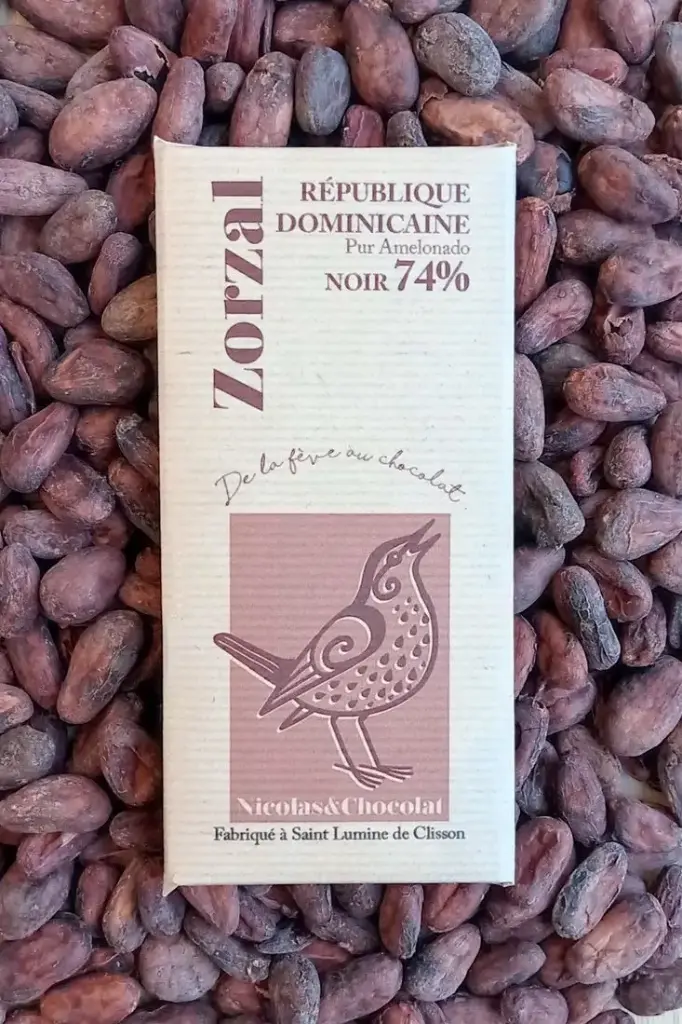 Zorzal
RÉPUBLIQUE
DOMINICAINE
Pur Amelonado
NOIR 74%
De la fève au chocolat
Nicolas&Chocolat
Fabriqué à Saint Lumine de Clisson